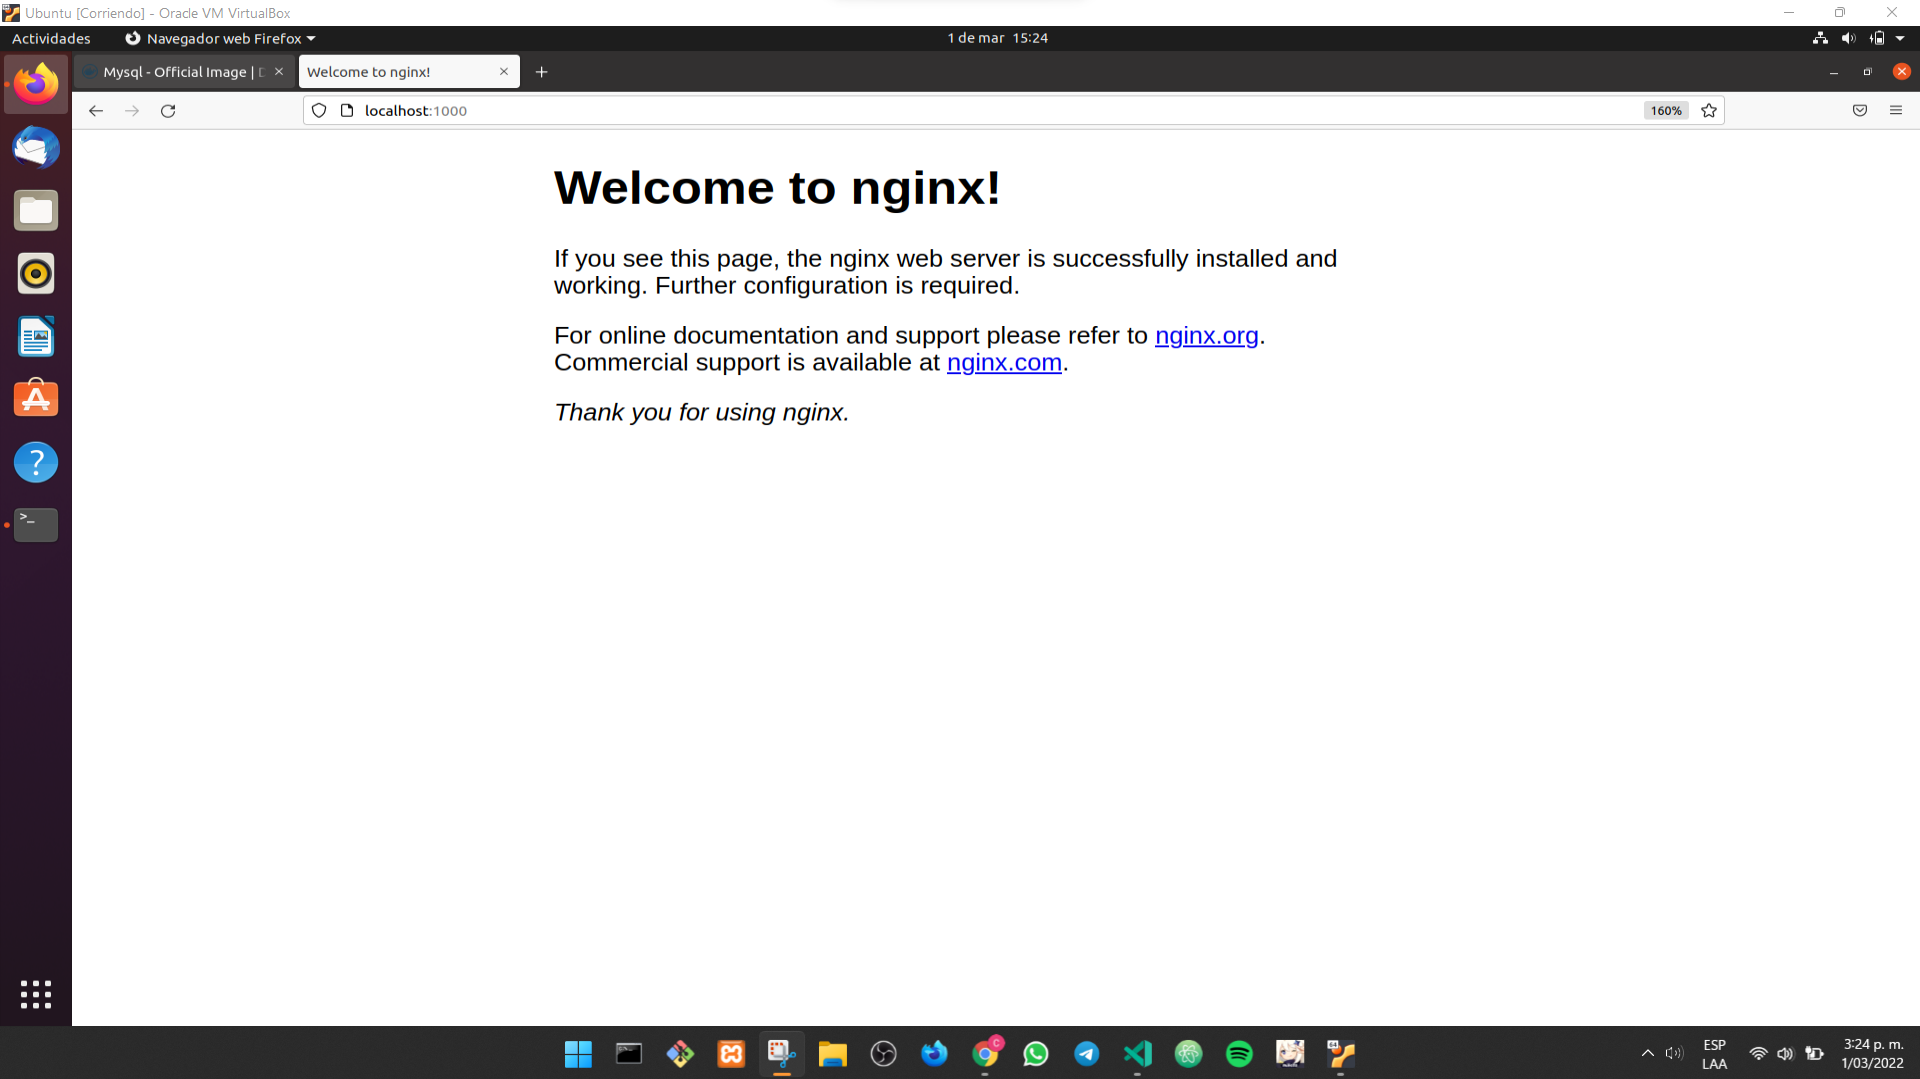 Ubuntu [Corriendo] - Oracle VM VirtualBox
Actividades
Navegador web Firefox
1 de mar 15:24
Mysql - Official Image |
Welcome to nginx!
localhost:1000
160%
Welcome to nginx!
If you see this page, the nginx web server is successfully installed and
working. Further configuration is required.
For online documentation and support please refer to nginx.org.
Commercial support is available at nginx.com.
Thank you for using nginx.
ESP
LAA
3:24 p. m.
1/03/2022